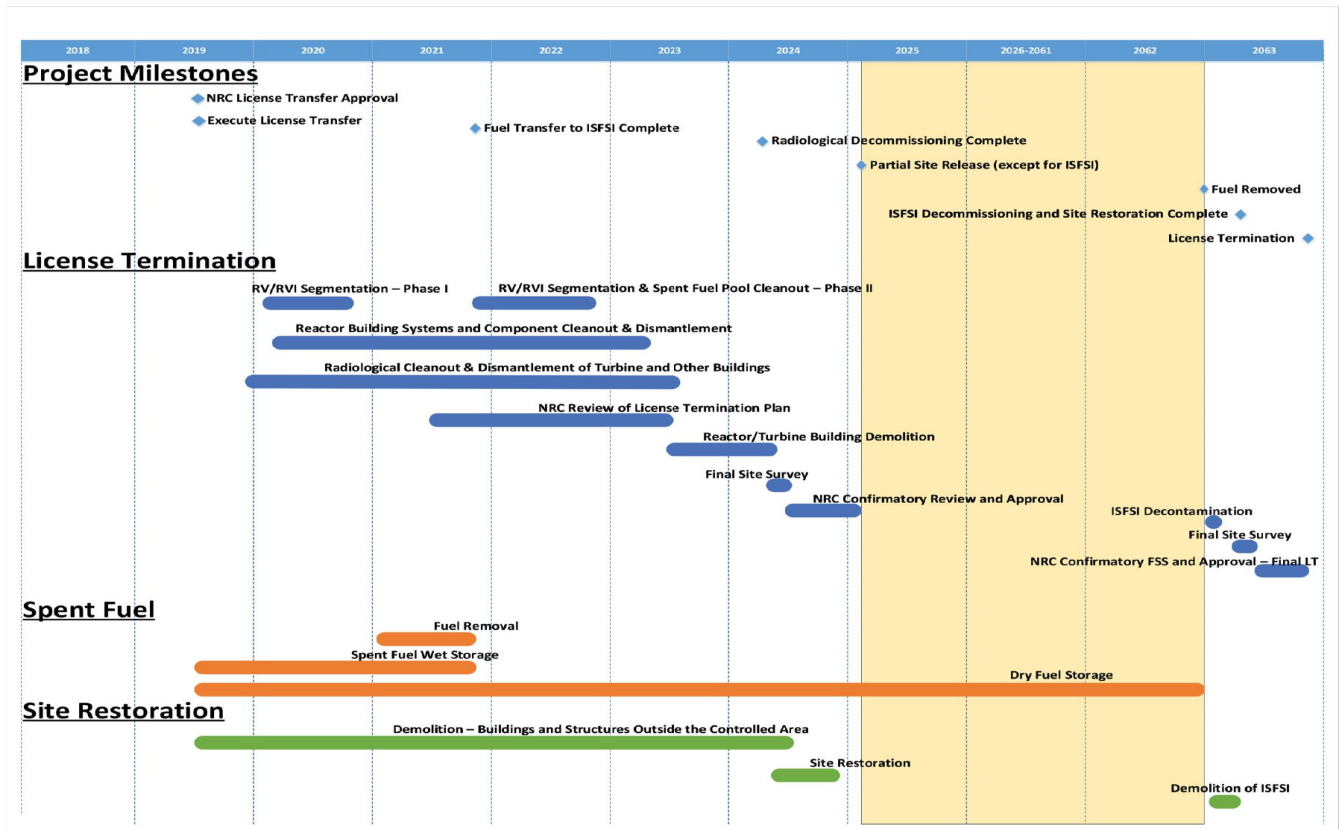 2018 2019 2020 2021 2022 2023 2024 2025 2026-2061 2062 2063
Project Milestones
NRC License Transfer Approval
Execute License Transfer
Fuel Transfer to ISFSI Complete
Radiological Decommissioning Complete
Partial Site Release (except for ISFSI)
Fuel Removed
ISFSI Decommissioning and Site Restoration Complete
License Termination
License Termination
RV/RVI Segmentation – Phase I
RV/RVI Segmentation & Spent Fuel Pool Cleanout – Phase II
Reactor Building Systems and Component Cleanout & Dismantlement
Radiological Cleanout & Dismantlement of Turbine and Other Buildings
NRC Review of License Termination Plan
Reactor/Turbine Building Demolition
Final Site Survey
NRC Confirmatory Review and Approval
ISFSI Decontamination
Final Site Survey
NRC Confirmatory FSS and Approval – Final LT
Spent Fuel
Fuel Removal
Spent Fuel Wet Storage
Dry Fuel Storage
Site Restoration
Demolition – Buildings and Structures Outside the Controlled Area
Site Restoration
Demolition of ISFSI